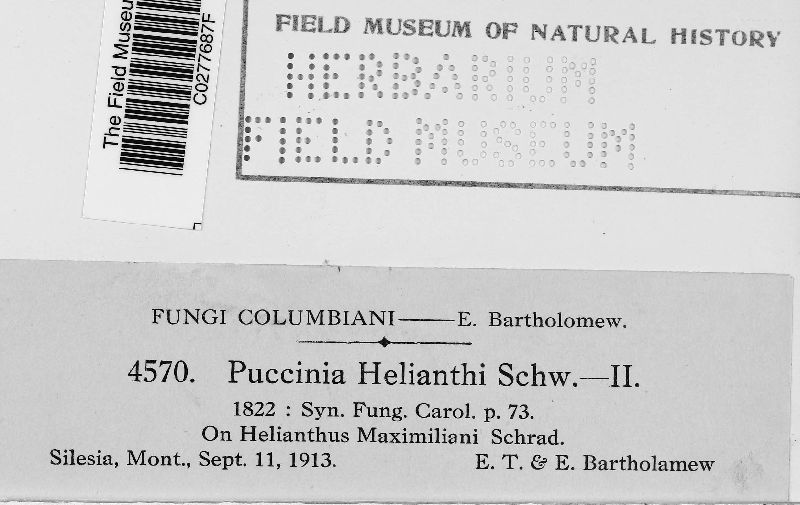 The Field Museu
C0277687F
FIELD MUSEUM OF NATURAL HISTORY
HERBARIUM
FIELD MUSEUM
FUNGI COLUMBIANI—E. Bartholomew.
4570. Puccinia Helianthi Schw.—II.
1822 : Syn. Fung. Carol. p. 73.
On Helianthus Maximiliani Schrad.
Silesia, Mont., Sept. 11, 1913. E. T. & E. Bartholamew